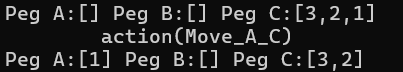 Peg A:[] Peg B:[] Peg C:[3,2,1]
action(Move_A_C)
Peg A:[1] Peg B:[] Peg C:[3,2]